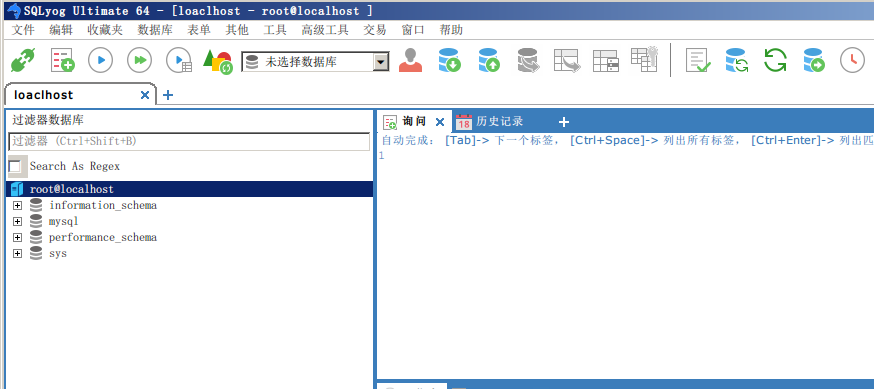 SQLyog Ultimate 64 - [loaclhost - root@localhost ]
文件 编辑 收藏夹 数据库 表单 其他 工具 高级工具 交易 窗口 帮助
未选择数据库
loaclhost
过滤器数据库
过滤器 (Ctrl+Shift+B)
Search As Regex
root@localhost
information_schema
mysql
performance_schema
sys
询问 18 历史记录
自动完成: [Tab]-> 下一个标签, [Ctrl+Space]-> 列出所有标签, [Ctrl+Enter]-> 列出匹
1